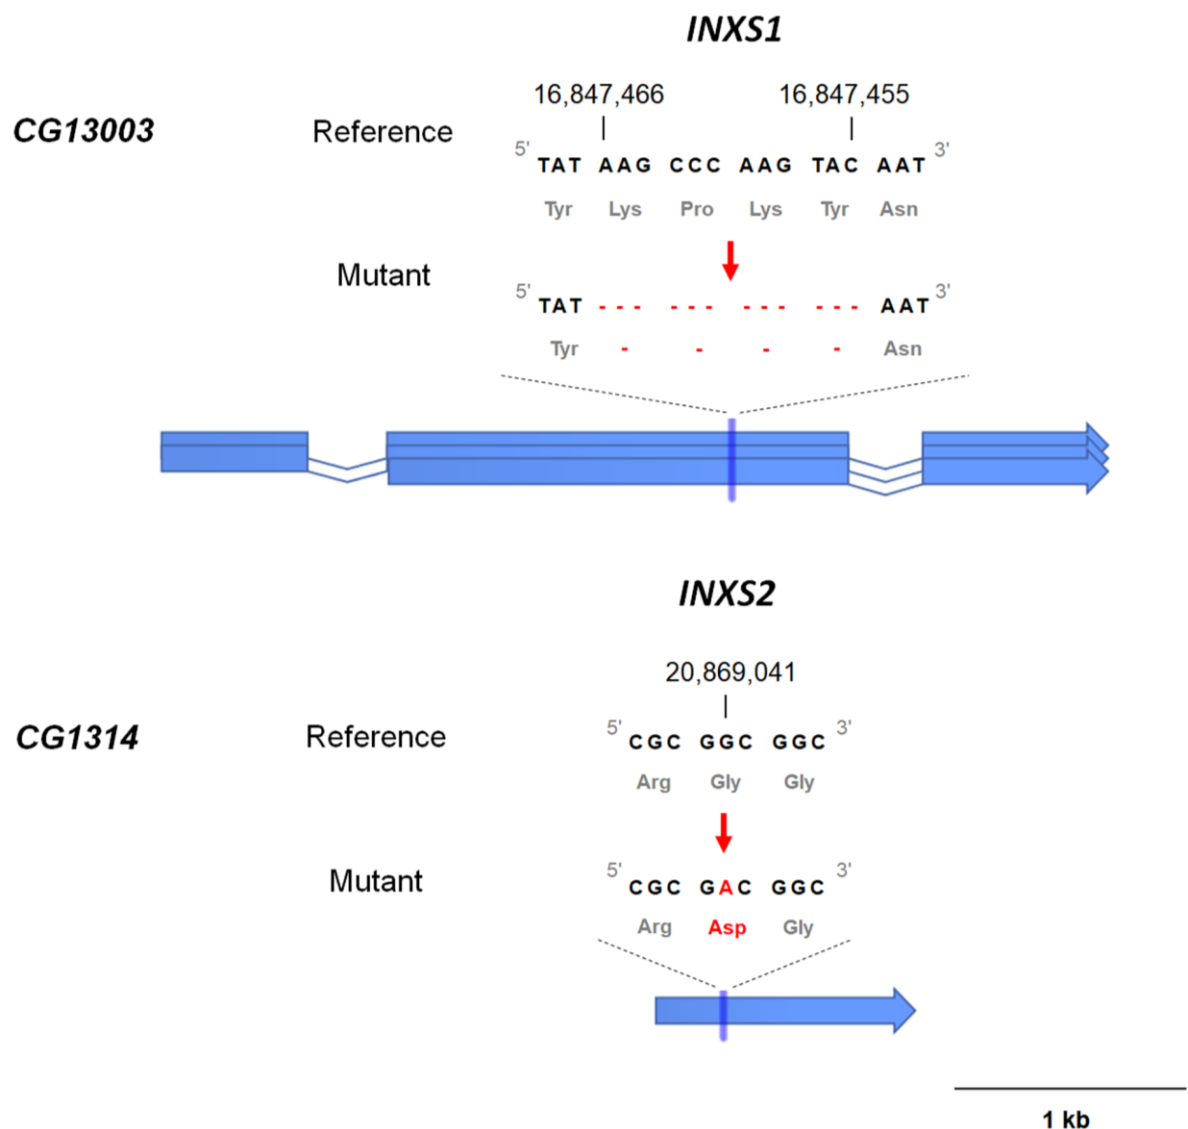 INXS1
16,847,466 16,847,455
CG13003 Reference 5' TAT AAG CCC AAG TAC AAT 3'
Tyr Lys Pro Lys Tyr Asn
Mutant 5' TAT --- --- --- --- AAT 3'
Tyr - - - - Asn
INXS2
20,869,041
CG1314 Reference 5' CGC GGC GGC 3'
Arg Gly Gly
Mutant 5' CGC GAC GGC 3'
Arg Asp Gly
1 kb